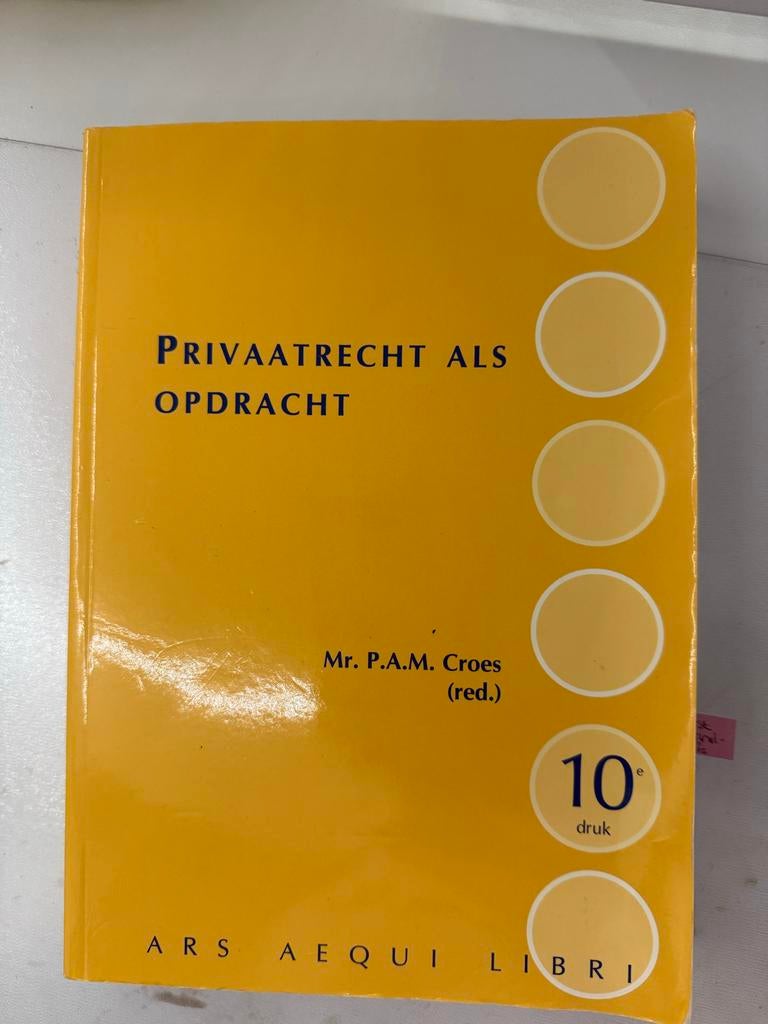 PRIVAATRECHT ALS
OPDRACHT
Mr. P.A.M. Croes
(red.)
10e
druk
ARS AEQUI LIBRI